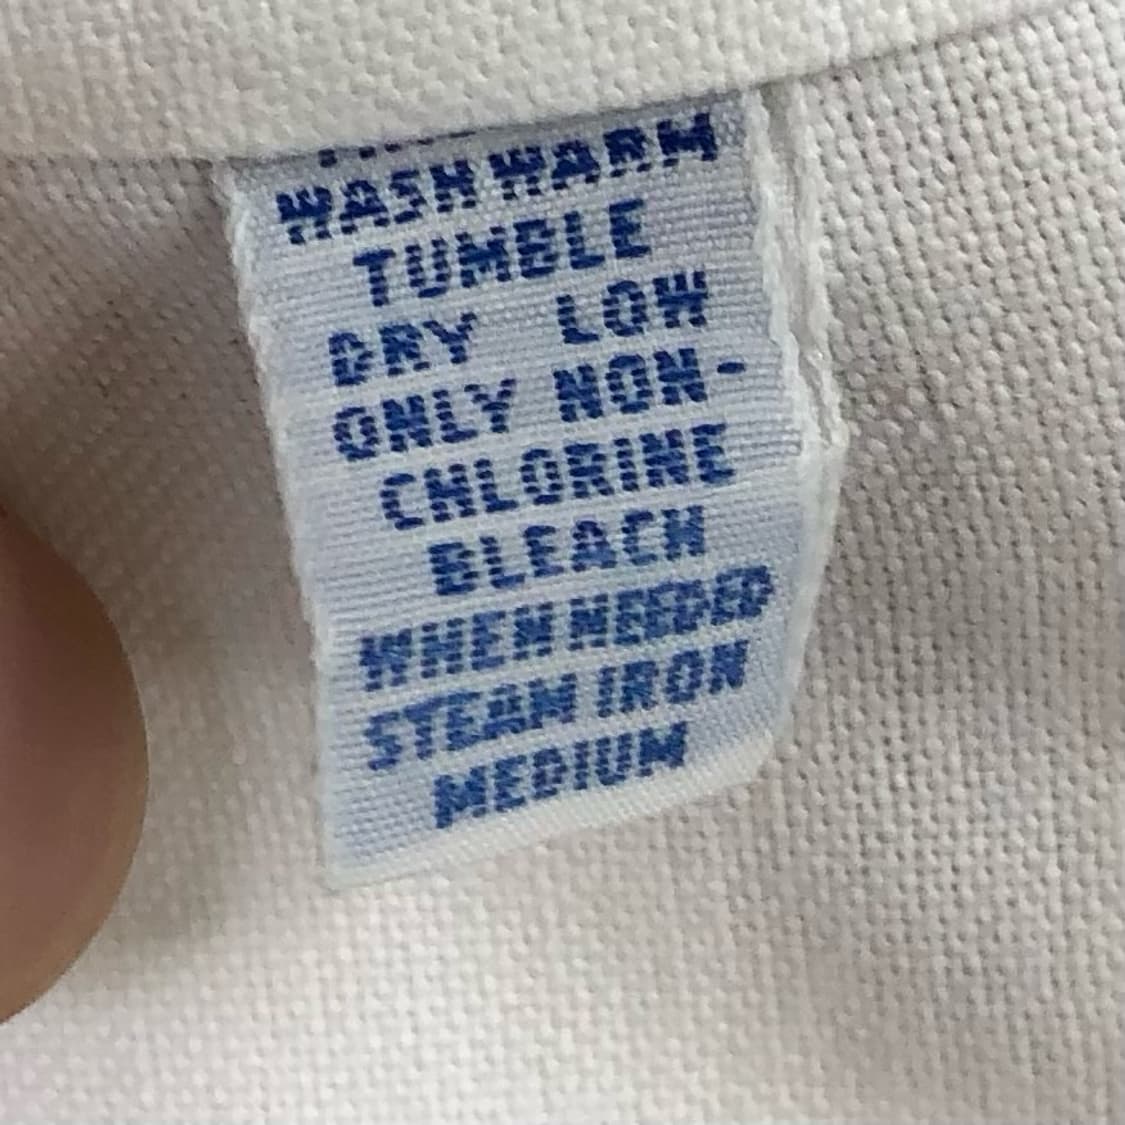 WASH WARM
TUMBLE
DRY LOW
ONLY NON-
CHLORINE
BLEACH
WHEN NEEDED
STEAM IRON
MEDIUM